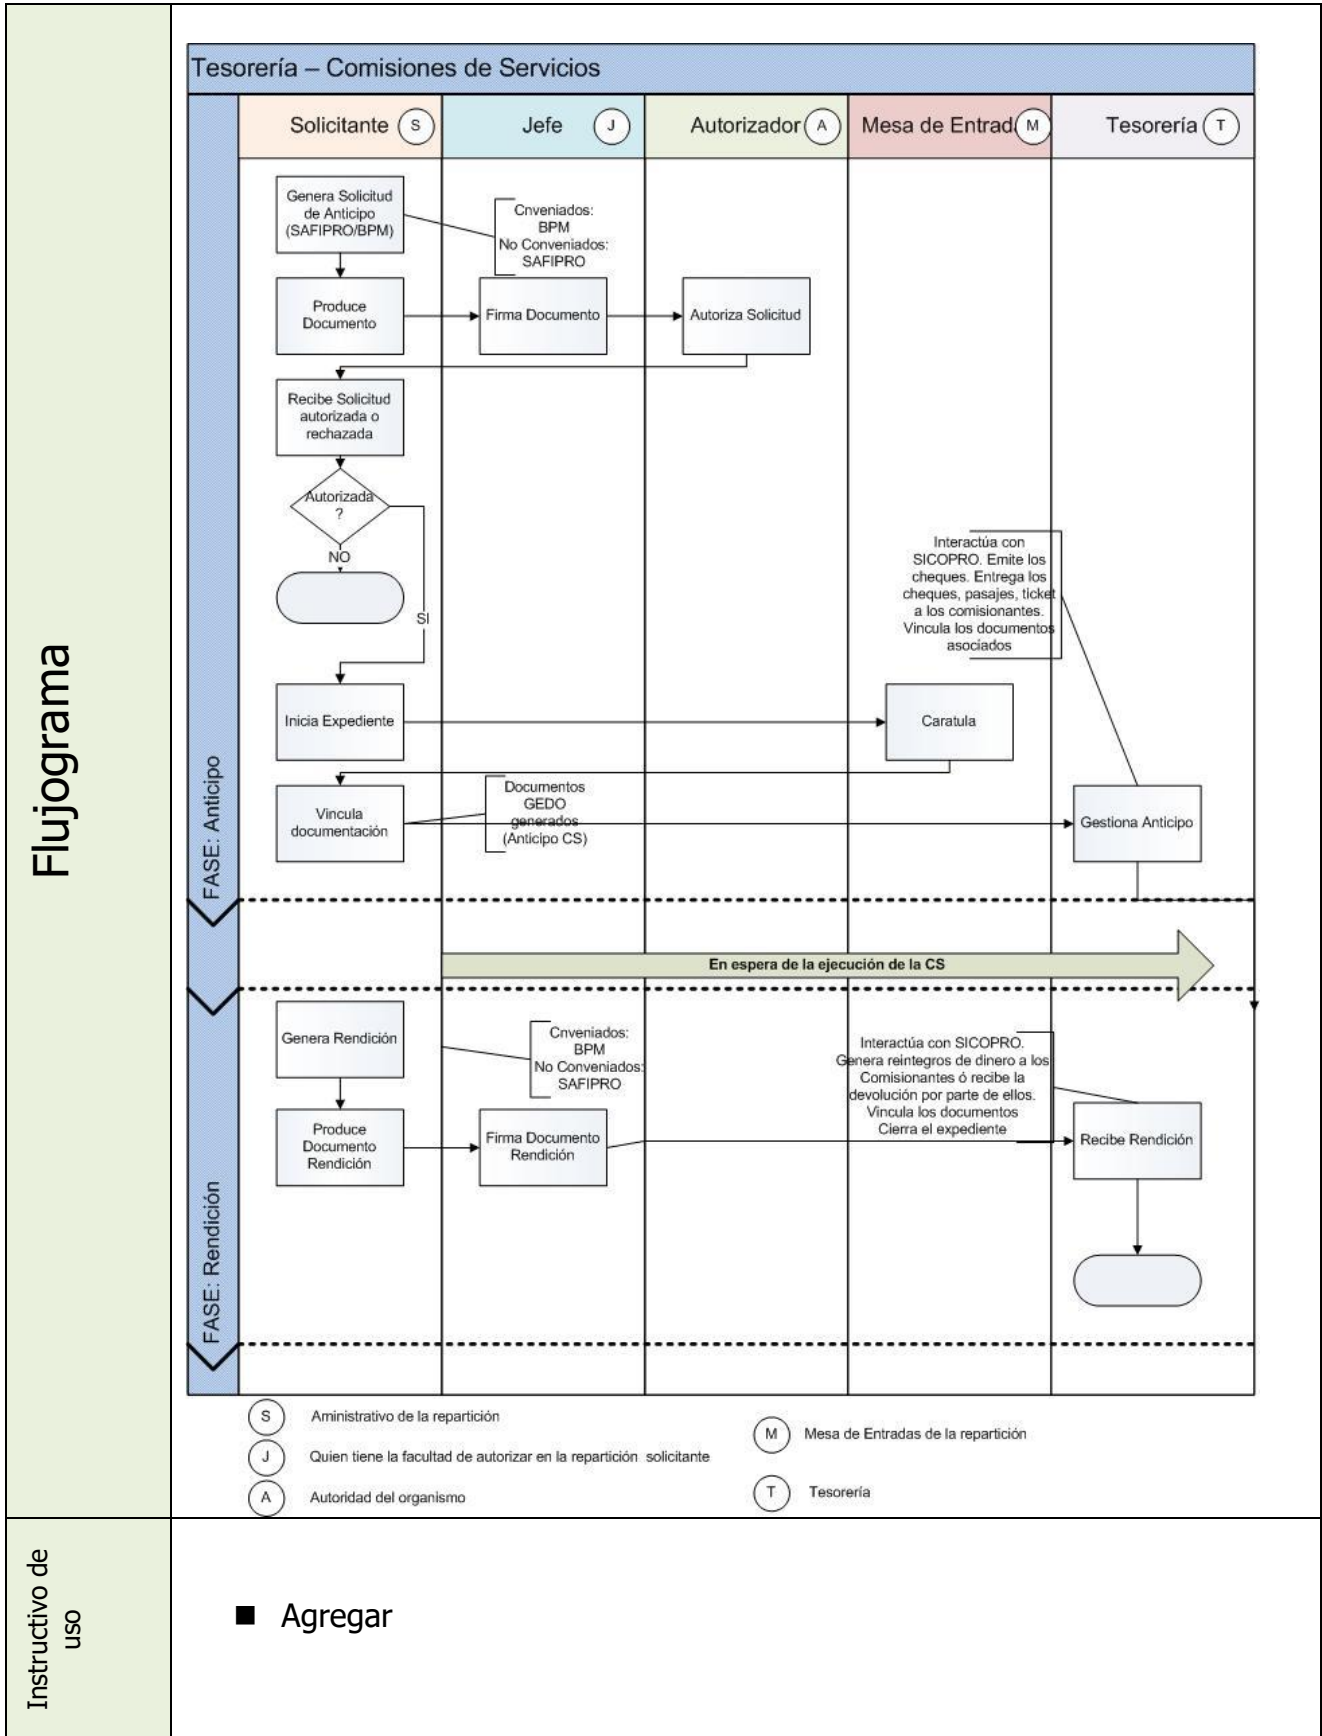 Flujograma
Tesorería – Comisiones de Servicios
Solicitante
S
Jefe
J
Autorizador
A
Mesa de Entrad
M
Tesorería
T
FASE: Anticipo
Genera Solicitud
de Anticipo
(SAFIPRO/BPM)
Cnveniados:
BPM
No Conveniados:
SAFIPRO
Produce
Documento
Firma Documento
Autoriza Solicitud
Recibe Solicitud
autorizada o
rechazada
Autorizada
?
NO
SI
Interactúa con
SICOPRO. Emite los
cheques. Entrega los
cheques, pasajes, ticket
a los comisionantes.
Vincula los documentos
asociados
Inicia Expediente
Caratula
Vincula
documentación
Documentos
GEDO
generados
(Anticipo CS)
Gestiona Anticipo
En espera de la ejecución de la CS
FASE: Rendición
Genera Rendición
Cnveniados:
BPM
No Conveniados:
SAFIPRO
Interactúa con SICOPRO.
Genera reintegros de dinero a los
Comisionantes ó recibe la
devolución por parte de ellos.
Vincula los documentos
Cierra el expediente
Produce
Documento
Rendición
Firma Documento
Rendición
Recibe Rendición
S
Aministrativo de la repartición
J
Quien tiene la facultad de autorizar en la repartición solicitante
A
Autoridad del organismo
M
Mesa de Entradas de la repartición
T
Tesorería
Instructivo de
uso
■ Agregar